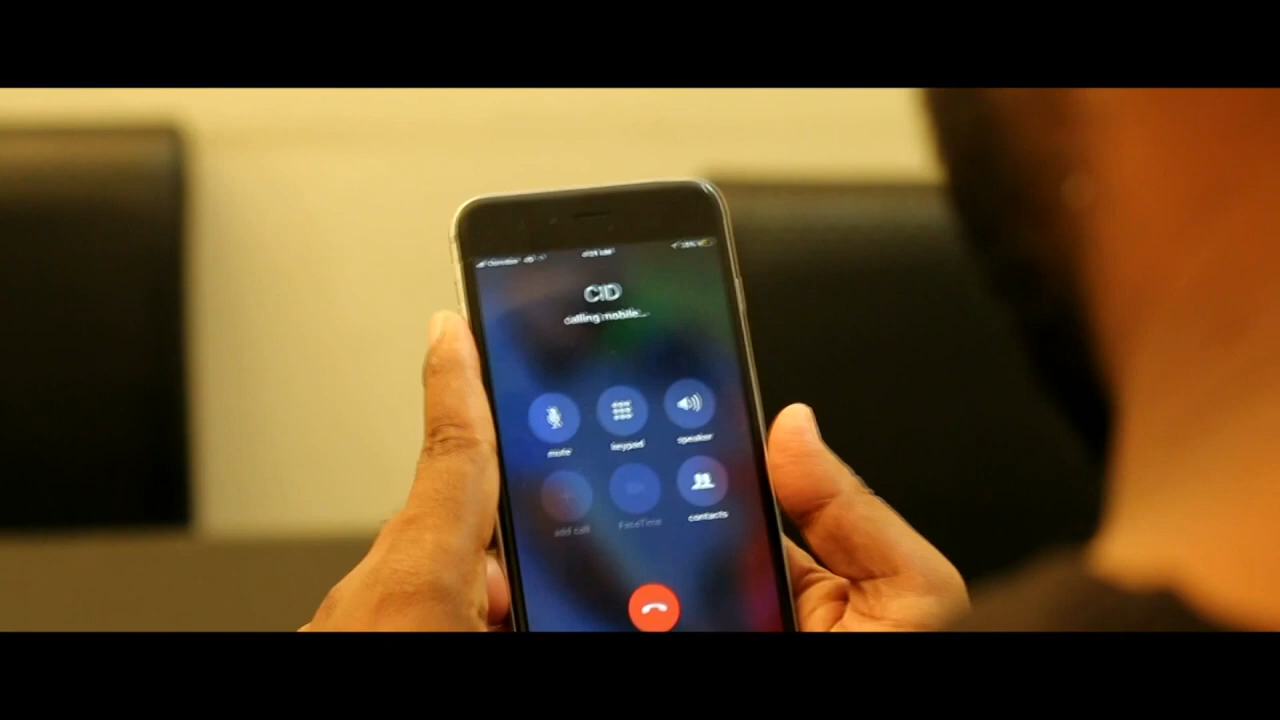 CID
calling mobile...
mute
keypad
speaker
add call
FaceTime
contacts